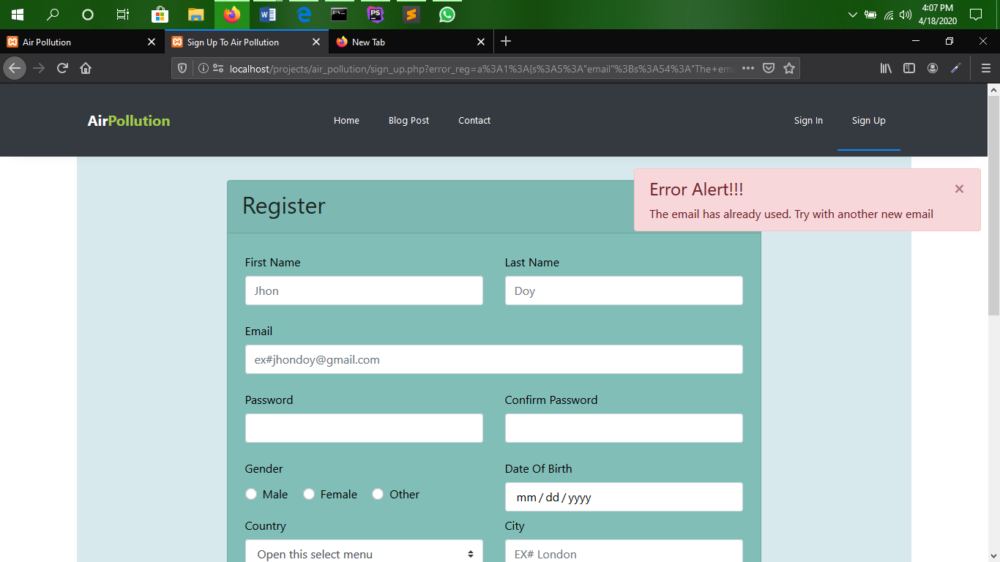 4:07 PM
4/18/2020
Air Pollution
Sign Up To Air Pollution
New Tab
localhost/projects/air_pollution/sign_up.php?error_reg=a%3A1%3A{s%3A5%3A"email"%3Bs%3A54%3A"The+ema
AirPollution
Home
Blog Post
Contact
Sign In
Sign Up
Error Alert!!!
×
The email has already used. Try with another new email
Register
First Name
Last Name
Jhon
Doy
Email
ex#jhondoy@gmail.com
Password
Confirm Password
Gender
Date Of Birth
Male
Female
Other
mm / dd / yyyy
Country
City
Open this select menu
EX# London